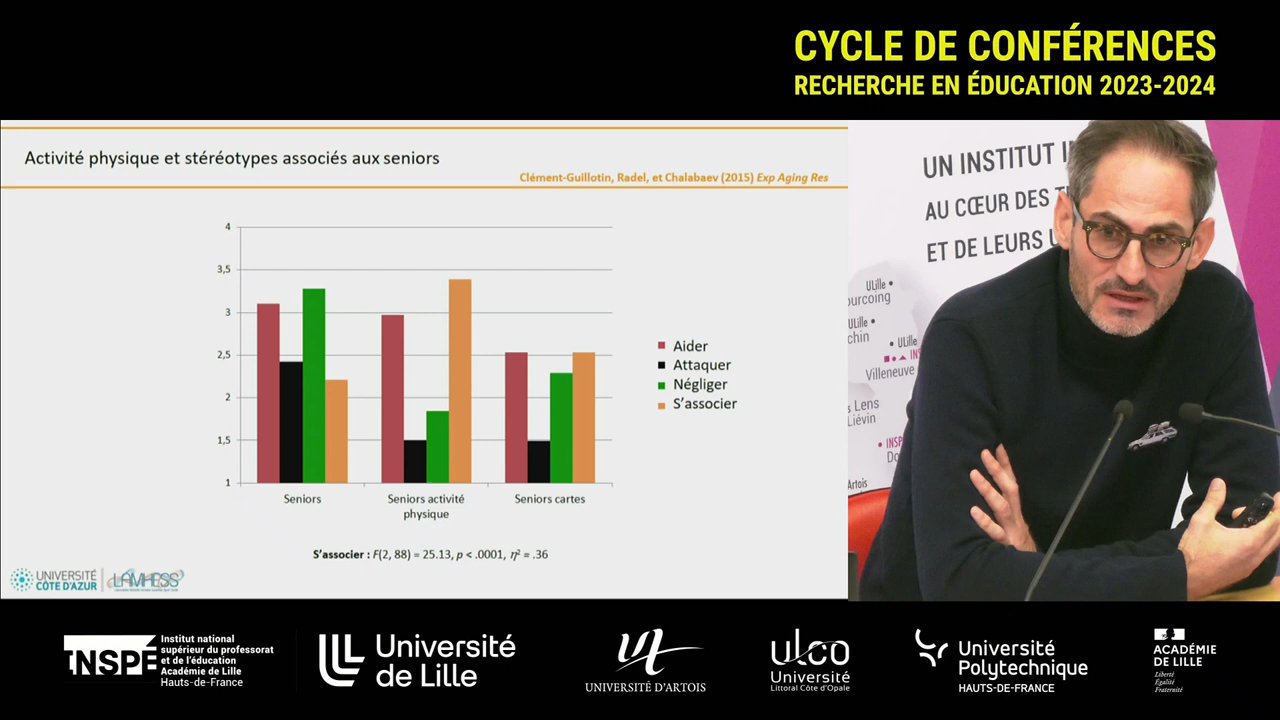 CYCLE DE CONFÉRENCES
RECHERCHE EN ÉDUCATION 2023-2024
Activité physique et stéréotypes associés aux seniors
Clément-Guillotin, Radel, et Chalabaev (2015) Exp Aging Res
4
3,5
3
2,5
2
1,5
1
Seniors
Seniors activité
physique
Seniors cartes
Aider
Attaquer
Négliger
S'associer
S'associer : F(2, 88) = 25.13, p < .0001, η² = .36
UNIVERSITÉ
CÔTE D'AZUR
LAMHESS
UN INSTITUT
AU CŒUR DES
ET DE LEURS
ULille
ourcoing
ULille
chin
ULille
INS
Villeneuve
Lens
Liévin
INSP
Do
Artois
INSPÉ
Institut national
supérieur du professorat
et de l'éducation
Académie de Lille
Hauts-de-France
Université
de Lille
UNIVERSITÉ D'ARTOIS
ulco
Université
Littoral Côte d'Opale
Université
Polytechnique
HAUTS-DE-FRANCE
ACADÉMIE
DE LILLE
Liberté
Égalité
Fraternité